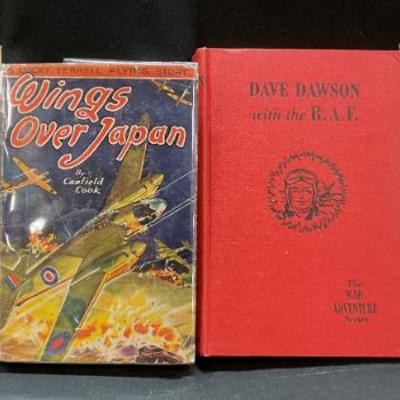 A LUCKY TERRELL FLYING STORY
Wings
Over Japan
By
Canfield
Cook
DAVE DAWSON
with the R.A.F.
The
WAR
ADVENTURE
Series